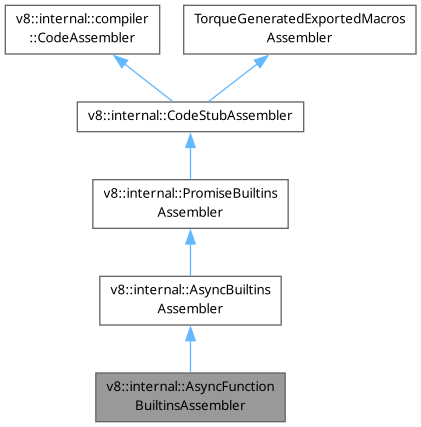 v8::internal::compiler
::CodeAssembler
TorqueGeneratedExportedMacros
Assembler
v8::internal::CodeStubAssembler
v8::internal::PromiseBuiltins
Assembler
v8::internal::AsyncBuiltins
Assembler
v8::internal::AsyncFunction
BuiltinsAssembler